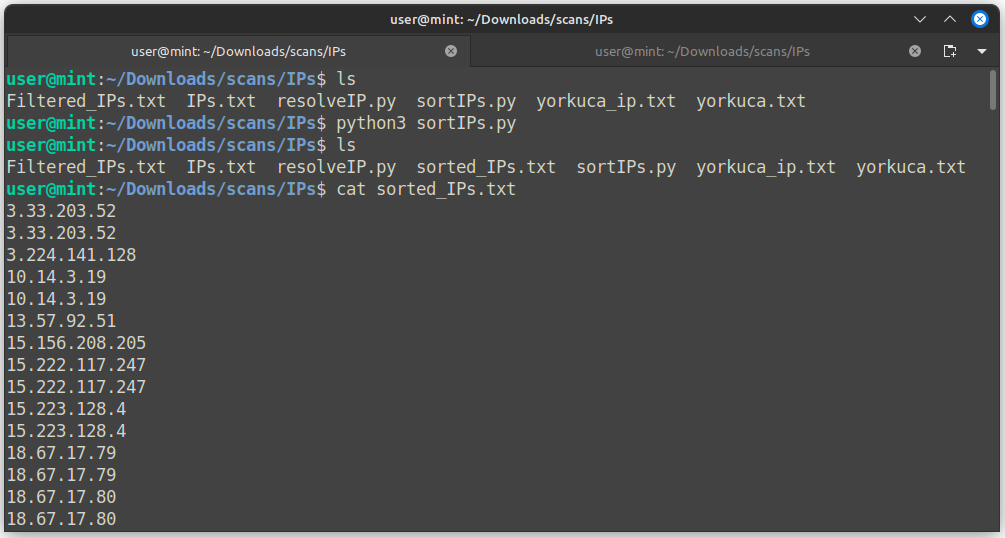 user@mint: ~/Downloads/scans/IPs
user@mint: ~/Downloads/scans/IPs
user@mint: ~/Downloads/scans/IPs
user@mint:~/Downloads/scans/IPs$ ls
Filtered_IPs.txt  IPs.txt  resolveIP.py  sortIPs.py  yorkuca_ip.txt  yorkuca.txt
user@mint:~/Downloads/scans/IPs$ python3 sortIPs.py
user@mint:~/Downloads/scans/IPs$ ls
Filtered_IPs.txt  IPs.txt  resolveIP.py  sorted_IPs.txt  sortIPs.py  yorkuca_ip.txt  yorkuca.txt
user@mint:~/Downloads/scans/IPs$ cat sorted_IPs.txt
3.33.203.52
3.33.203.52
3.224.141.128
10.14.3.19
10.14.3.19
13.57.92.51
15.156.208.205
15.222.117.247
15.222.117.247
15.223.128.4
15.223.128.4
18.67.17.79
18.67.17.79
18.67.17.80
18.67.17.80